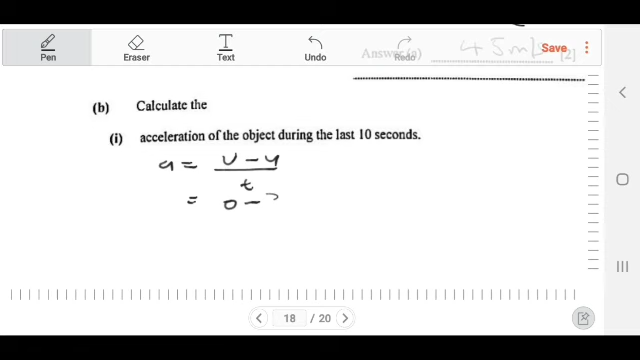 Pen
Eraser
Text
Undo
Redo
Save
Answer (a) 45m [2]
(b) Calculate the
(i) acceleration of the object during the last 10 seconds.
a = v - u
t
= 0 -
18 / 20